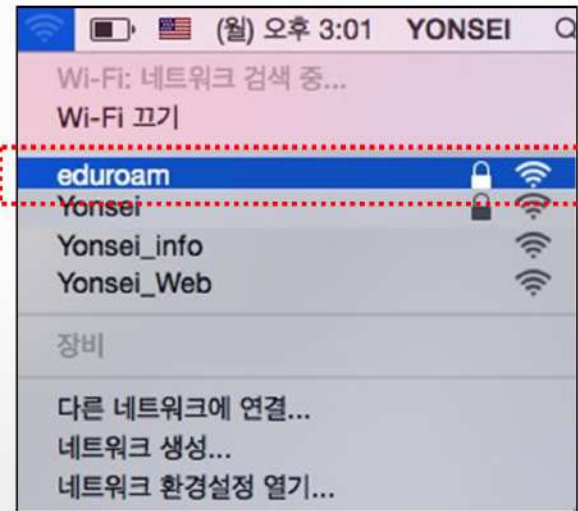 (월) 오후 3:01 YONSEI
Wi-Fi: 네트워크 검색 중...
Wi-Fi 끄기
eduroam
Yonsei
Yonsei_info
Yonsei_Web
장비
다른 네트워크에 연결...
네트워크 생성...
네트워크 환경설정 열기...